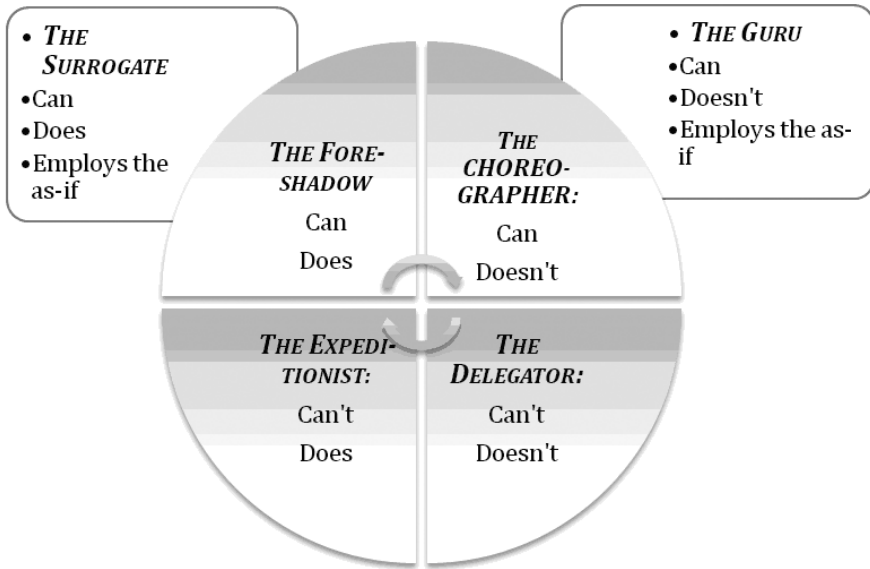 • THE
SURROGATE
•Can
•Does
•Employs the
as-if
• THE GURU
•Can
•Doesn't
•Employs the as-
if
THE FORE-
SHADOW
Can
Does
THE
CHOREO-
GRAPHER:
Can
Doesn't
THE EXPEDI-
TIONIST:
Can't
Does
THE
DELEGATOR:
Can't
Doesn't